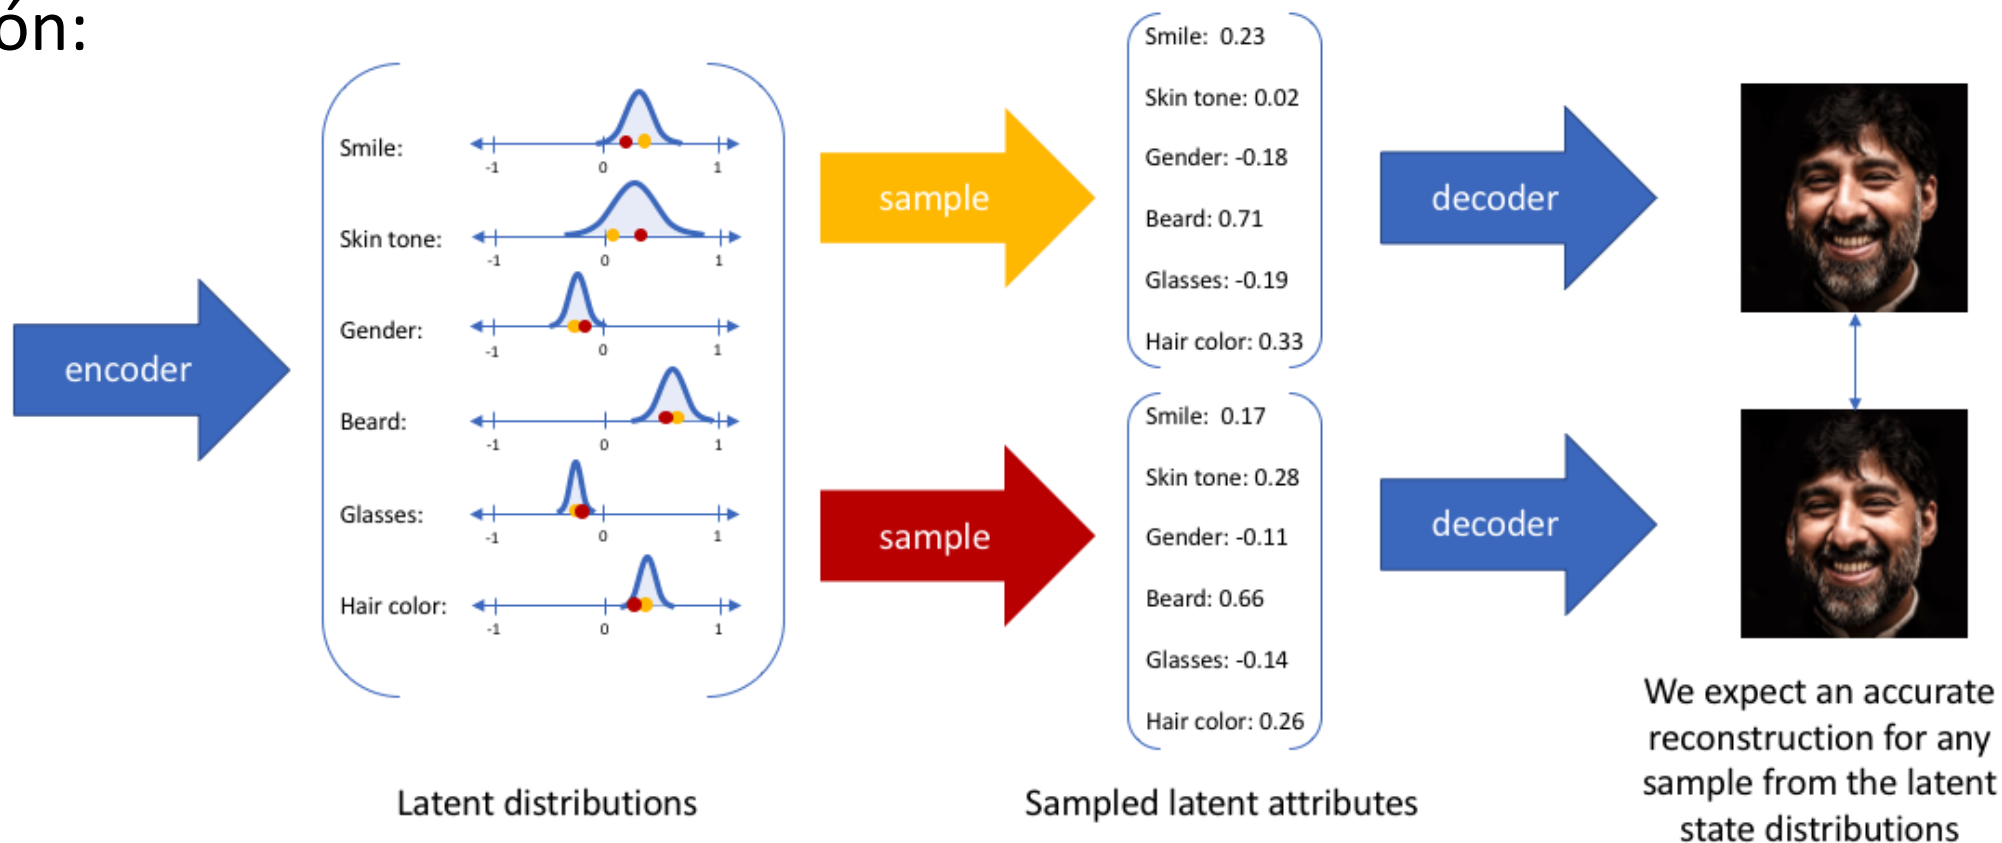 ón:
encoder
Smile:
-1 0 1
Skin tone:
-1 0 1
Gender:
-1 0 1
Beard:
-1 0 1
Glasses:
-1 0 1
Hair color:
-1 0 1
Latent distributions
sample
sample
Smile: 0.23
Skin tone: 0.02
Gender: -0.18
Beard: 0.71
Glasses: -0.19
Hair color: 0.33
Smile: 0.17
Skin tone: 0.28
Gender: -0.11
Beard: 0.66
Glasses: -0.14
Hair color: 0.26
Sampled latent attributes
decoder
decoder
We expect an accurate
reconstruction for any
sample from the latent
state distributions